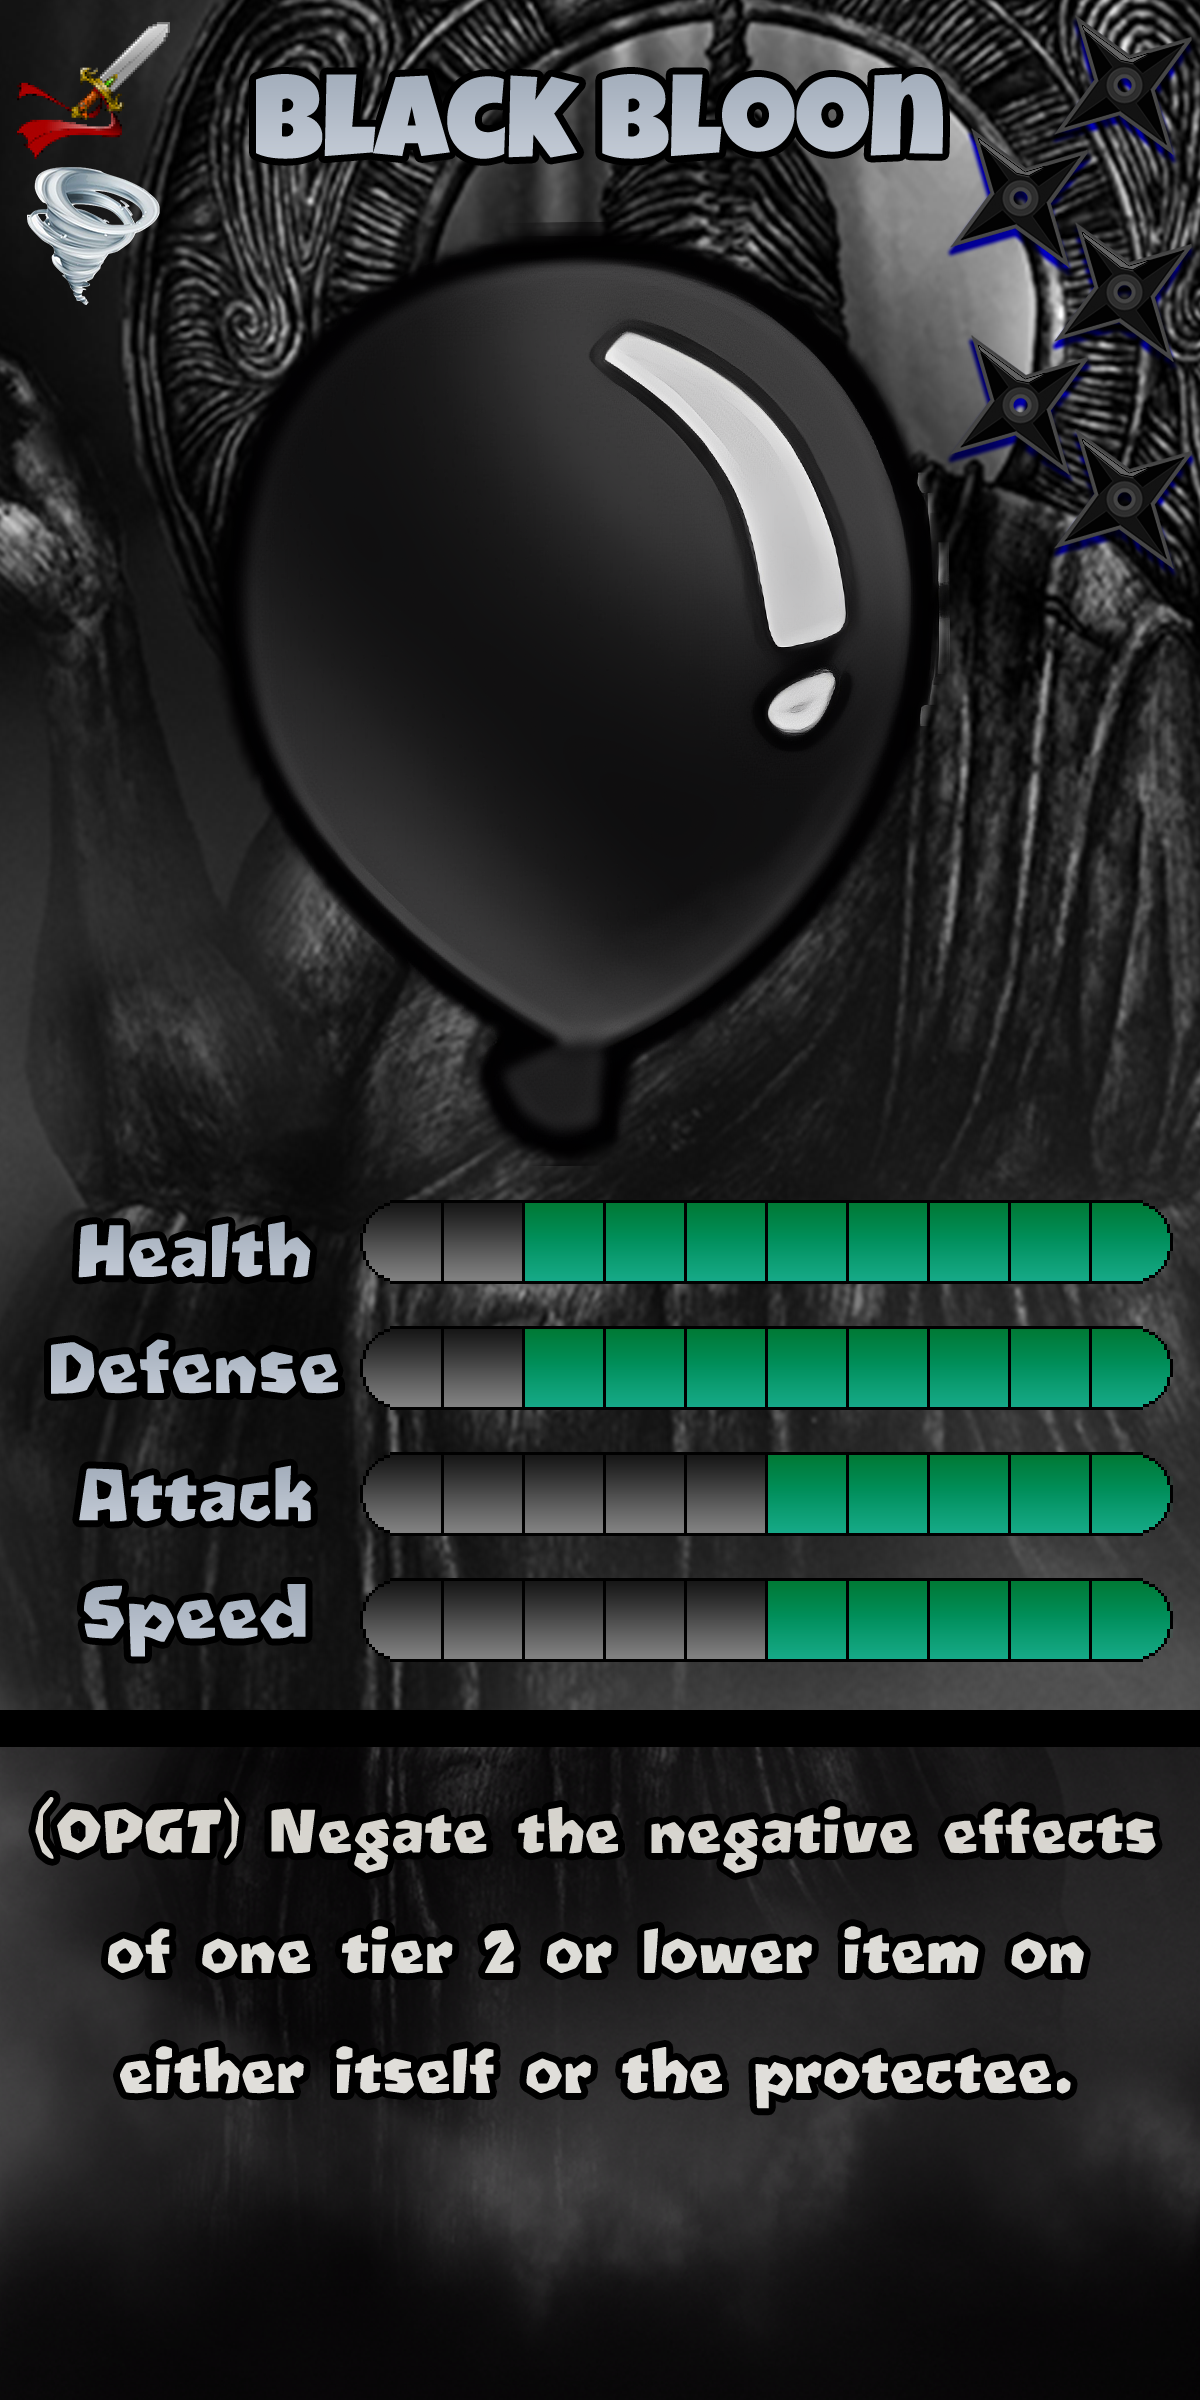 BLACK BLOON
Health
Defense
Attack
Speed
(OPGT) Negate the negative effects
of one tier 2 or lower item on
either itself or the protectee.